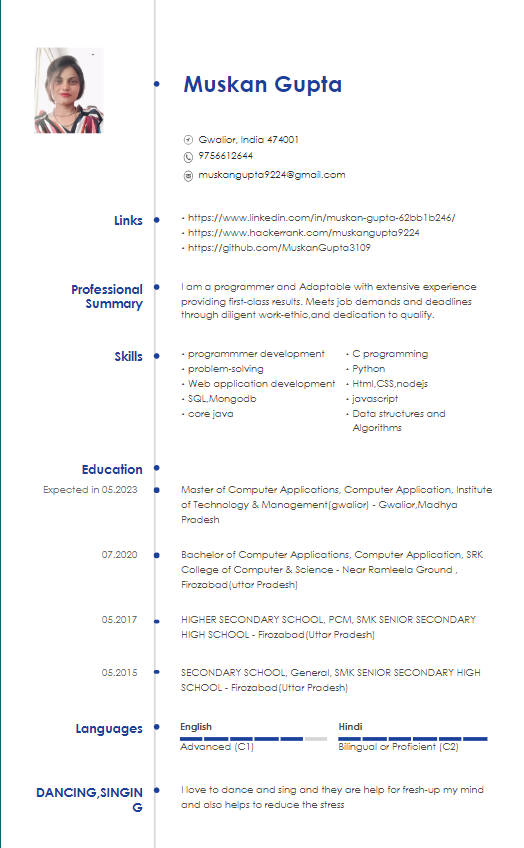 Muskan Gupta
Gwalior, India 474001
9756612644
muskangupta9224@gmail.com
Links
· https://www.linkedin.com/in/muskan-gupta-62bb1b246/
· https://www.hackerrank.com/muskangupta9224
· https://github.com/MuskanGupta3109
Professional
Summary
I am a programmer and Adaptable with extensive experience
providing first-class results. Meets job demands and deadlines
through diligent work-ethic,and dedication to qualify.
Skills
· programmmer development
· problem-solving
· Web application development
· SQL,Mongodb
· core java
· C programming
· Python
· Html,CSS,nodejs
· javascript
· Data structures and
Algorithms
Education
Expected in 05.2023
Master of Computer Applications, Computer Application, Institute
of Technology & Management(gwalior) - Gwalior,Madhya
Pradesh
07.2020
Bachelor of Computer Applications, Computer Application, SRK
College of Computer & Science - Near Ramleela Ground ,
Firozabad(uttar Pradesh)
05.2017
HIGHER SECONDARY SCHOOL, PCM, SMK SENIOR SECONDARY
HIGH SCHOOL - Firozabad(Uttar Pradesh)
05.2015
SECONDARY SCHOOL, General, SMK SENIOR SECONDARY HIGH
SCHOOL - Firozabad(Uttar Pradesh)
Languages
English
Advanced (C1)
Hindi
Bilingual or Proficient (C2)
DANCING,SINGIN
G
I love to dance and sing and they are help for fresh-up my mind
and also helps to reduce the stress